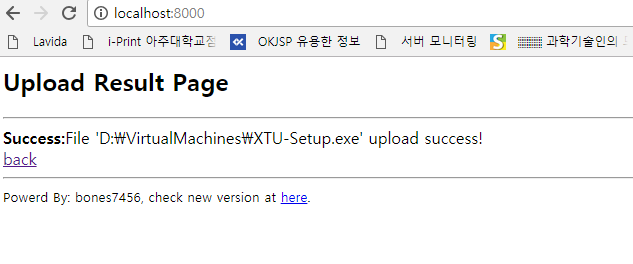 localhost:8000
Lavida i-Print 아주대학교점 OKJSP 유용한 정보 서버 모니터링 과학기술인의
Upload Result Page
Success:File 'D:₩VirtualMachines₩XTU-Setup.exe' upload success!
back
Powerd By: bones7456, check new version at here.